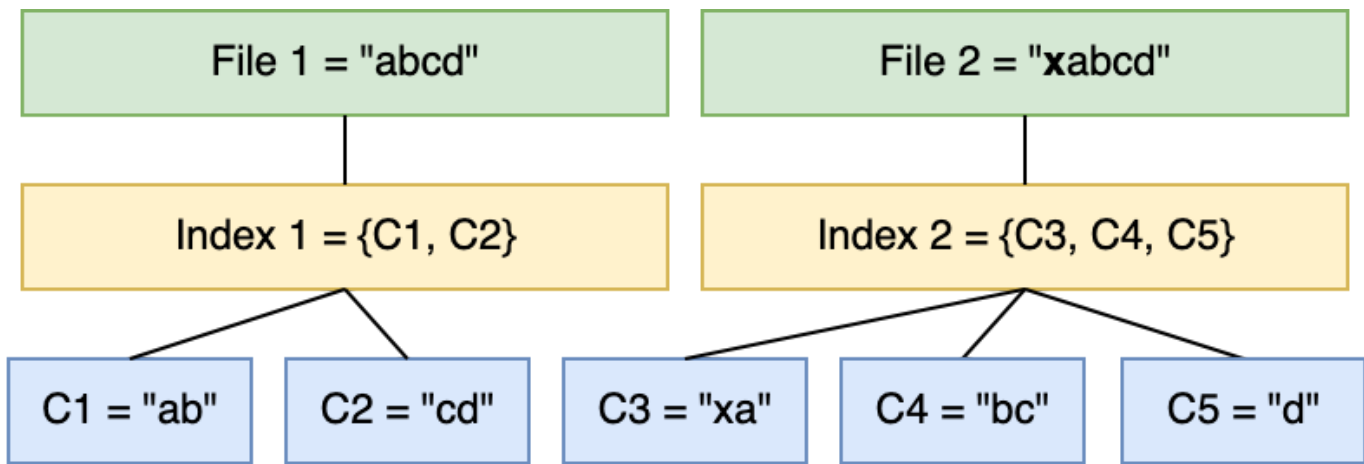 File 1 = "abcd"
File 2 = "xabcd"
Index 1 = {C1, C2}
Index 2 = {C3, C4, C5}
C1 = "ab"
C2 = "cd"
C3 = "xa"
C4 = "bc"
C5 = "d"